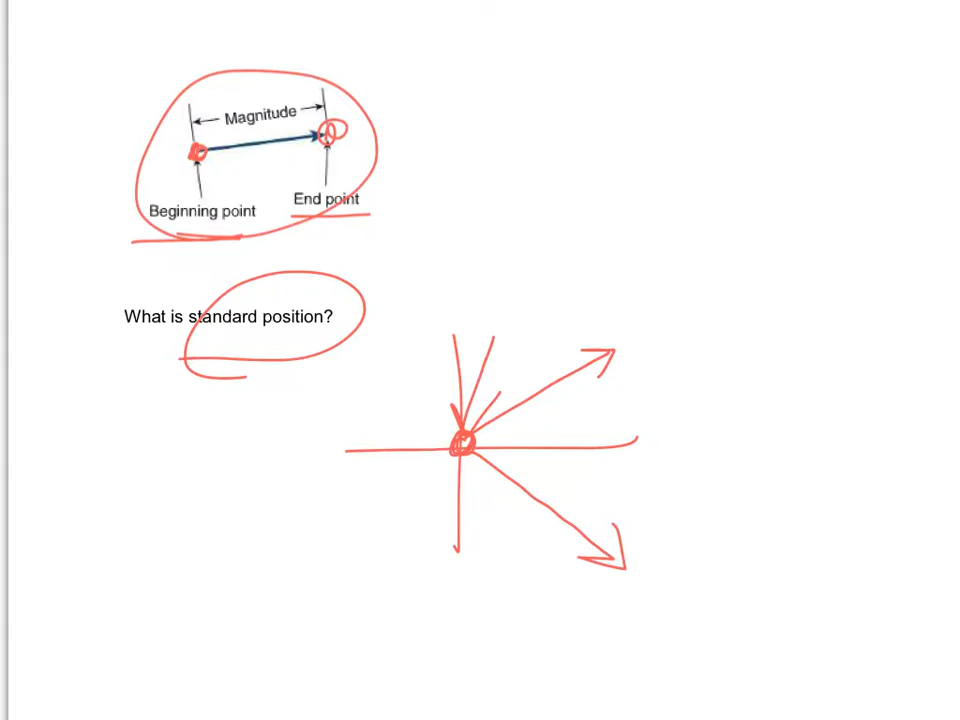 Magnitude
End point
Beginning point
What is standard position?